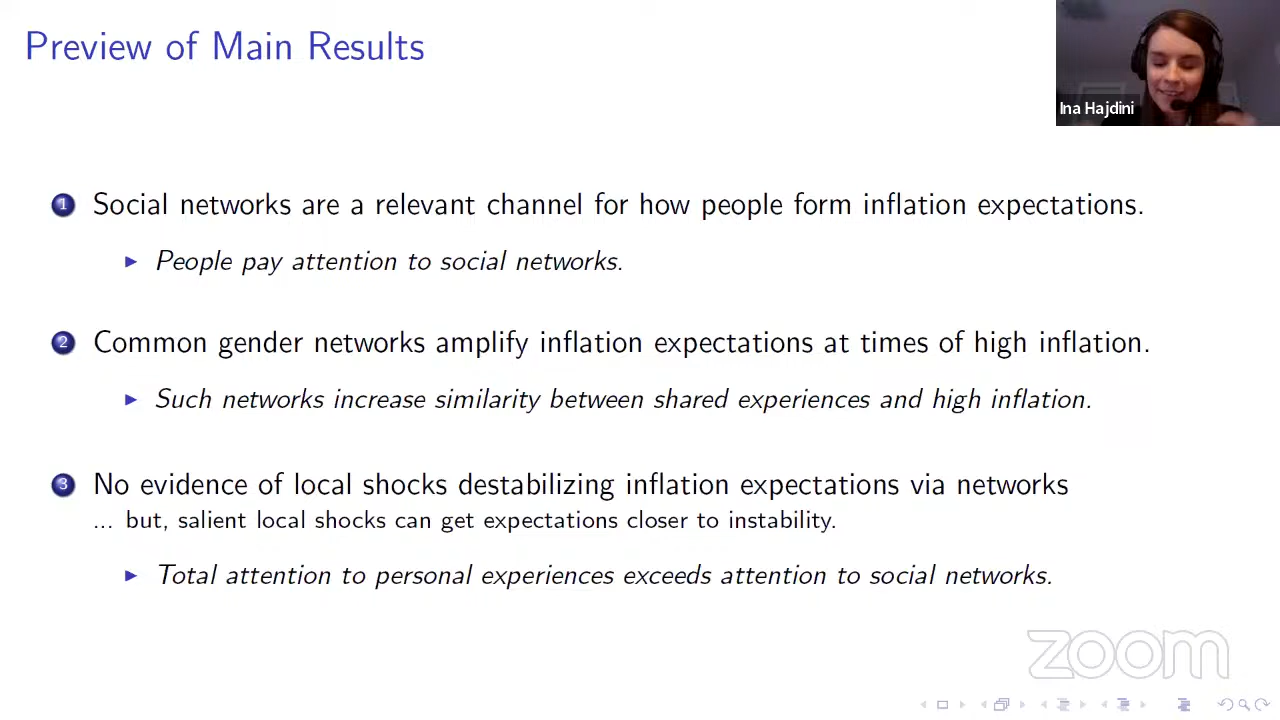 Preview of Main Results
Ina Hajdini
1 Social networks are a relevant channel for how people form inflation expectations.
People pay attention to social networks.
2 Common gender networks amplify inflation expectations at times of high inflation.
Such networks increase similarity between shared experiences and high inflation.
3 No evidence of local shocks destabilizing inflation expectations via networks
... but, salient local shocks can get expectations closer to instability.
Total attention to personal experiences exceeds attention to social networks.
zoom